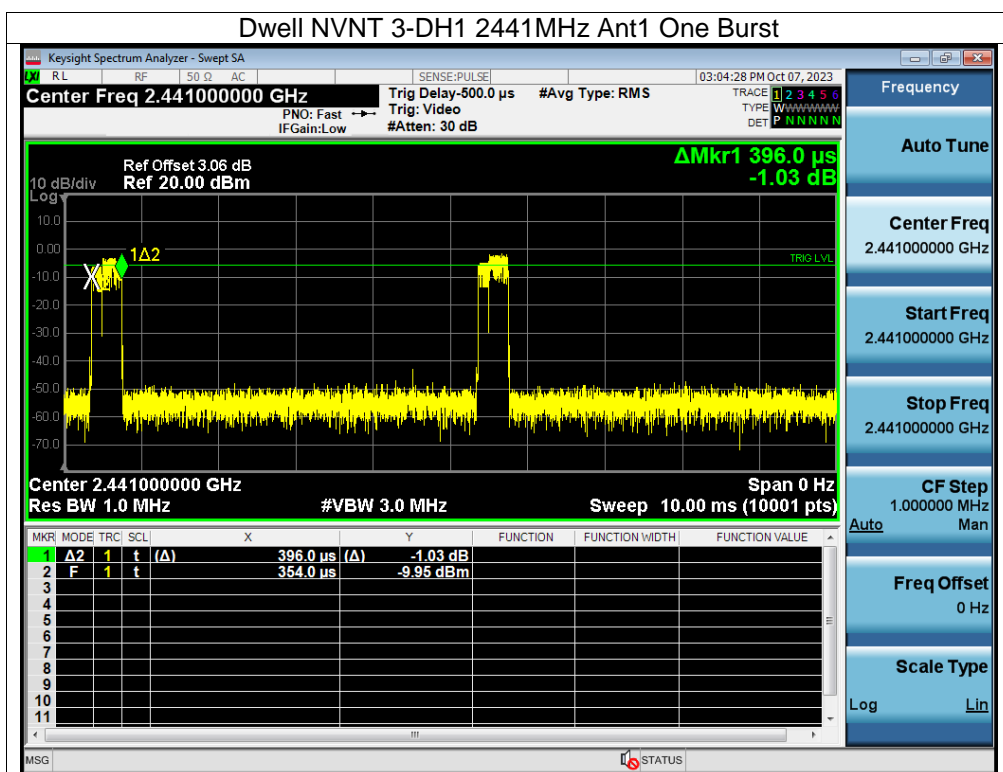 Dwell NVNT 3-DH1 2441MHz Ant1 One Burst
Keysight Spectrum Analyzer - Swept SA
LXI RL RF 50 Ω AC SENSE:PULSE 03:04:28 PM Oct 07, 2023
Center Freq 2.441000000 GHz Trig Delay-500.0 µs #Avg Type: RMS TRACE 1 2 3 4 5 6
PNO: Fast Trig: Video TYPE WWWWWW
IFGain:Low #Atten: 30 dB DET P N N N N N
Frequency
Auto Tune
Center Freq
2.441000000 GHz
Start Freq
2.441000000 GHz
Stop Freq
2.441000000 GHz
CF Step
1.000000 MHz
Auto Man
Freq Offset
0 Hz
Scale Type
Log Lin
ΔMkr1 396.0 µs
-1.03 dB
Ref Offset 3.06 dB
10 dB/div Ref 20.00 dBm
Log
10.0
0.00
-10.0
-20.0
-30.0
-40.0
-50.0
-60.0
-70.0
1Δ2
TRIG LVL
Center 2.441000000 GHz Span 0 Hz
Res BW 1.0 MHz #VBW 3.0 MHz Sweep 10.00 ms (10001 pts)
MKR MODE TRC SCL X Y FUNCTION FUNCTION WIDTH FUNCTION VALUE
1 Δ2 1 t (Δ) 396.0 µs (Δ) -1.03 dB
2 F 1 t 354.0 µs -9.95 dBm
3
4
5
6
7
8
9
10
11
MSG STATUS